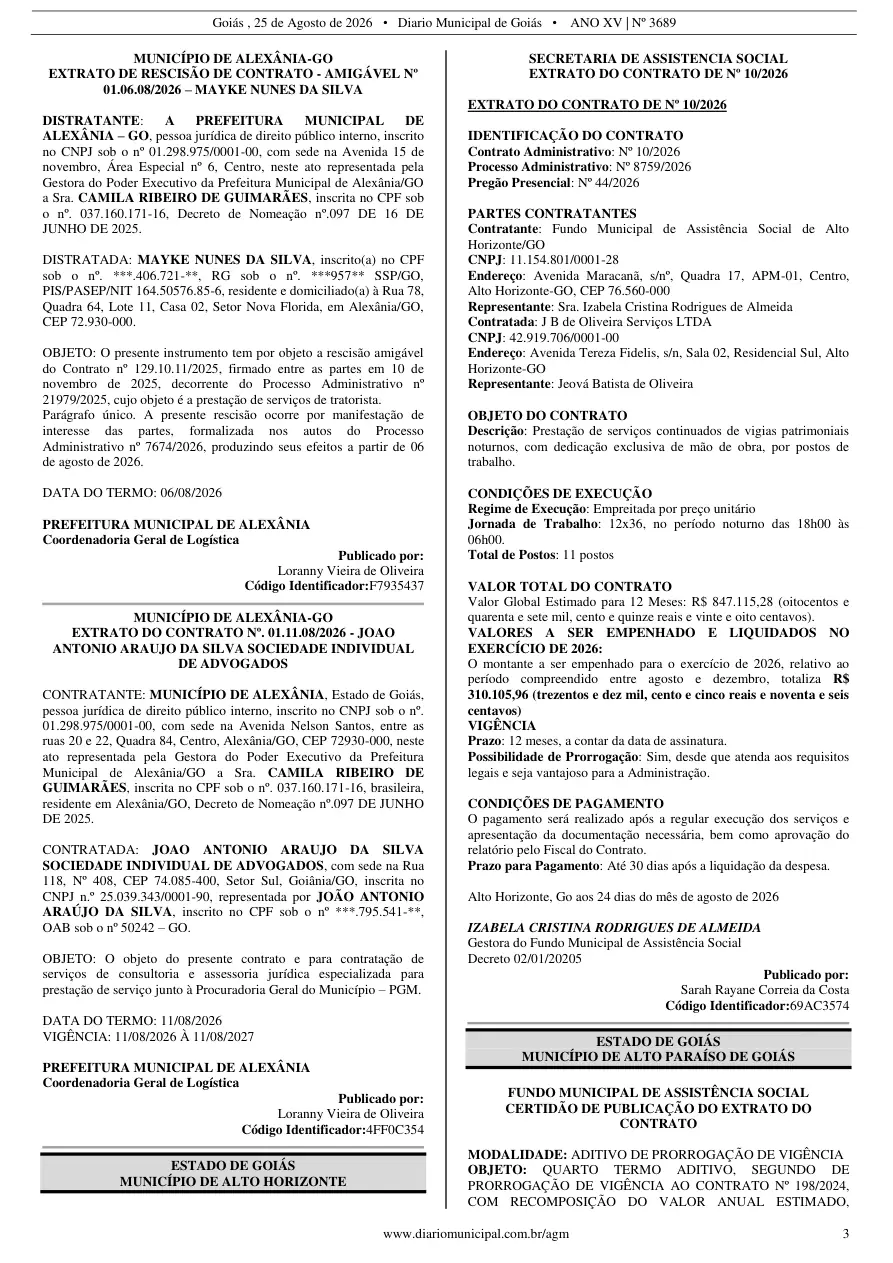 Goiás , 25 de Agosto de 2026 • Diario Municipal de Goiás • ANO XV | Nº 3689
MUNICÍPIO DE ALEXÂNIA-GO
EXTRATO DE RESCISÃO DE CONTRATO - AMIGÁVEL Nº
01.06.08/2026 – MAYKE NUNES DA SILVA
DISTRATANTE: A PREFEITURA MUNICIPAL DE
ALEXÂNIA – GO, pessoa jurídica de direito público interno, inscrito
no CNPJ sob o nº 01.298.975/0001-00, com sede na Avenida 15 de
novembro, Área Especial nº 6, Centro, neste ato representada pela
Gestora do Poder Executivo da Prefeitura Municipal de Alexânia/GO
a Sra. CAMILA RIBEIRO DE GUIMARÃES, inscrita no CPF sob
o nº. 037.160.171-16, Decreto de Nomeação nº.097 DE 16 DE
JUNHO DE 2025.
DISTRATADA: MAYKE NUNES DA SILVA, inscrito(a) no CPF
sob o nº. ***.406.721-**, RG sob o nº. ***957** SSP/GO,
PIS/PASEP/NIT 164.50576.85-6, residente e domiciliado(a) à Rua 78,
Quadra 64, Lote 11, Casa 02, Setor Nova Florida, em Alexânia/GO,
CEP 72.930-000.
OBJETO: O presente instrumento tem por objeto a rescisão amigável
do Contrato nº 129.10.11/2025, firmado entre as partes em 10 de
novembro de 2025, decorrente do Processo Administrativo nº
21979/2025, cujo objeto é a prestação de serviços de tratorista.
Parágrafo único. A presente rescisão ocorre por manifestação de
interesse das partes, formalizada nos autos do Processo
Administrativo nº 7674/2026, produzindo seus efeitos a partir de 06
de agosto de 2026.
DATA DO TERMO: 06/08/2026
PREFEITURA MUNICIPAL DE ALEXÂNIA
Coordenadoria Geral de Logística
Publicado por:
Loranny Vieira de Oliveira
Código Identificador:F7935437
MUNICÍPIO DE ALEXÂNIA-GO
EXTRATO DO CONTRATO Nº. 01.11.08/2026 - JOAO
ANTONIO ARAUJO DA SILVA SOCIEDADE INDIVIDUAL
DE ADVOGADOS
CONTRATANTE: MUNICÍPIO DE ALEXÂNIA, Estado de Goiás,
pessoa jurídica de direito público interno, inscrito no CNPJ sob o nº.
01.298.975/0001-00, com sede na Avenida Nelson Santos, entre as
ruas 20 e 22, Quadra 84, Centro, Alexânia/GO, CEP 72930-000, neste
ato representada pela Gestora do Poder Executivo da Prefeitura
Municipal de Alexânia/GO a Sra. CAMILA RIBEIRO DE
GUIMARÃES, inscrita no CPF sob o nº. 037.160.171-16, brasileira,
residente em Alexânia/GO, Decreto de Nomeação nº.097 DE JUNHO
DE 2025.
CONTRATADA: JOAO ANTONIO ARAUJO DA SILVA
SOCIEDADE INDIVIDUAL DE ADVOGADOS, com sede na Rua
118, Nº 408, CEP 74.085-400, Setor Sul, Goiânia/GO, inscrita no
CNPJ n.º 25.039.343/0001-90, representada por JOÃO ANTONIO
ARAÚJO DA SILVA, inscrito no CPF sob o nº ***.795.541-**,
OAB sob o nº 50242 – GO.
OBJETO: O objeto do presente contrato e para contratação de
serviços de consultoria e assessoria jurídica especializada para
prestação de serviço junto à Procuradoria Geral do Município – PGM.
DATA DO TERMO: 11/08/2026
VIGÊNCIA: 11/08/2026 À 11/08/2027
PREFEITURA MUNICIPAL DE ALEXÂNIA
Coordenadoria Geral de Logística
Publicado por:
Loranny Vieira de Oliveira
Código Identificador:4FF0C354
ESTADO DE GOIÁS
MUNICÍPIO DE ALTO HORIZONTE
SECRETARIA DE ASSISTENCIA SOCIAL
EXTRATO DO CONTRATO DE Nº 10/2026
EXTRATO DO CONTRATO DE Nº 10/2026
IDENTIFICAÇÃO DO CONTRATO
Contrato Administrativo: Nº 10/2026
Processo Administrativo: Nº 8759/2026
Pregão Presencial: Nº 44/2026
PARTES CONTRATANTES
Contratante: Fundo Municipal de Assistência Social de Alto
Horizonte/GO
CNPJ: 11.154.801/0001-28
Endereço: Avenida Maracanã, s/nº, Quadra 17, APM-01, Centro,
Alto Horizonte-GO, CEP 76.560-000
Representante: Sra. Izabela Cristina Rodrigues de Almeida
Contratada: J B de Oliveira Serviços LTDA
CNPJ: 42.919.706/0001-00
Endereço: Avenida Tereza Fidelis, s/n, Sala 02, Residencial Sul, Alto
Horizonte-GO
Representante: Jeová Batista de Oliveira
OBJETO DO CONTRATO
Descrição: Prestação de serviços continuados de vigias patrimoniais
noturnos, com dedicação exclusiva de mão de obra, por postos de
trabalho.
CONDIÇÕES DE EXECUÇÃO
Regime de Execução: Empreitada por preço unitário
Jornada de Trabalho: 12x36, no período noturno das 18h00 às
06h00.
Total de Postos: 11 postos
VALOR TOTAL DO CONTRATO
Valor Global Estimado para 12 Meses: R$ 847.115,28 (oitocentos e
quarenta e sete mil, cento e quinze reais e vinte e oito centavos).
VALORES A SER EMPENHADO E LIQUIDADOS NO
EXERCÍCIO DE 2026:
O montante a ser empenhado para o exercício de 2026, relativo ao
período compreendido entre agosto e dezembro, totaliza R$
310.105,96 (trezentos e dez mil, cento e cinco reais e noventa e seis
centavos)
VIGÊNCIA
Prazo: 12 meses, a contar da data de assinatura.
Possibilidade de Prorrogação: Sim, desde que atenda aos requisitos
legais e seja vantajoso para a Administração.
CONDIÇÕES DE PAGAMENTO
O pagamento será realizado após a regular execução dos serviços e
apresentação da documentação necessária, bem como aprovação do
relatório pelo Fiscal do Contrato.
Prazo para Pagamento: Até 30 dias após a liquidação da despesa.
Alto Horizonte, Go aos 24 dias do mês de agosto de 2026
IZABELA CRISTINA RODRIGUES DE ALMEIDA
Gestora do Fundo Municipal de Assistência Social
Decreto 02/01/20205
Publicado por:
Sarah Rayane Correia da Costa
Código Identificador:69AC3574
ESTADO DE GOIÁS
MUNICÍPIO DE ALTO PARAÍSO DE GOIÁS
FUNDO MUNICIPAL DE ASSISTÊNCIA SOCIAL
CERTIDÃO DE PUBLICAÇÃO DO EXTRATO DO
CONTRATO
MODALIDADE: ADITIVO DE PRORROGAÇÃO DE VIGÊNCIA
OBJETO: QUARTO TERMO ADITIVO, SEGUNDO DE
PRORROGAÇÃO DE VIGÊNCIA AO CONTRATO Nº 198/2024,
COM RECOMPOSIÇÃO DO VALOR ANUAL ESTIMADO,
www.diariomunicipal.com.br/agm
3